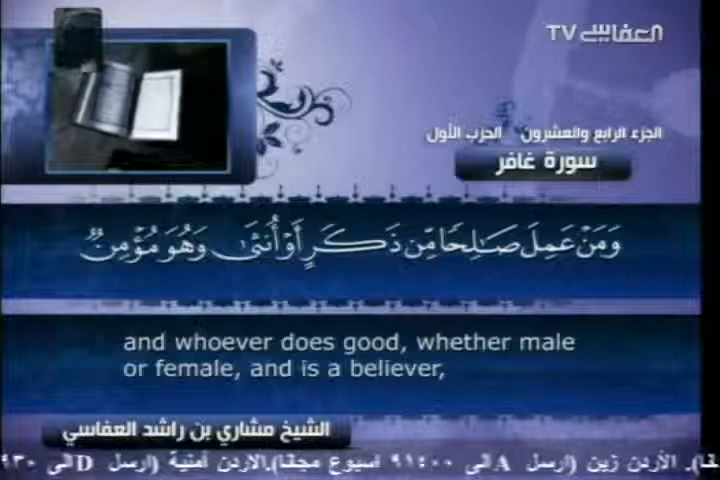 العفاسي TV
الجزء الرابع والعشرون الحزب الأول
سورة غافر
وَمَنْ عَمِلَ صَـٰلِحًا مِّن ذَكَرٍ أَوْ أُنثَىٰ وَهُوَ مُؤْمِنٌ
and whoever does good, whether male
or female, and is a believer,
الشيخ مشاري بن راشد العفاسي
الأردن زين (ارسل A الى ٩١٤٠٠ اسبوع مجانا).الاردن أمنية (ارسل D الى